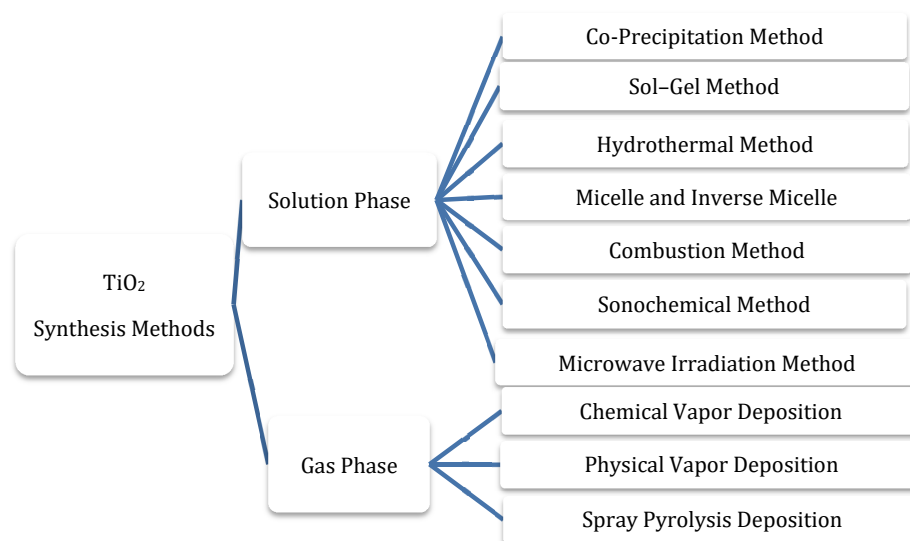 TiO₂
Synthesis Methods
Solution Phase
Co-Precipitation Method
Sol–Gel Method
Hydrothermal Method
Micelle and Inverse Micelle
Combustion Method
Sonochemical Method
Microwave Irradiation Method
Gas Phase
Chemical Vapor Deposition
Physical Vapor Deposition
Spray Pyrolysis Deposition